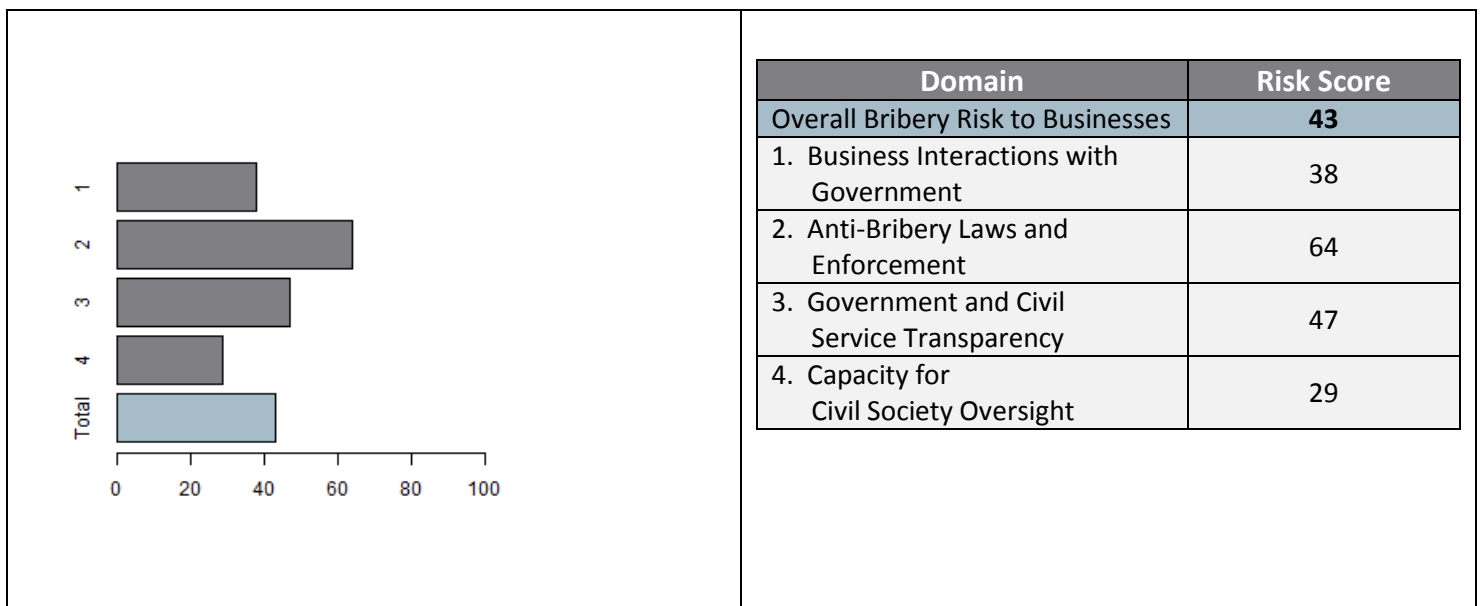 1
2
3
4
Total
0 20 40 60 80 100
Domain Risk Score
Overall Bribery Risk to Businesses 43
1. Business Interactions with
Government 38
2. Anti-Bribery Laws and
Enforcement 64
3. Government and Civil
Service Transparency 47
4. Capacity for
Civil Society Oversight 29